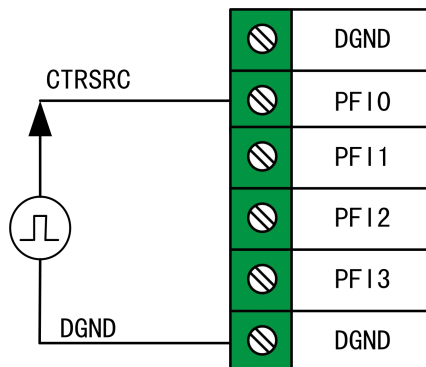 DGND
CTRSRC
PFI0
PFI1
PFI2
PFI3
DGND
DGND